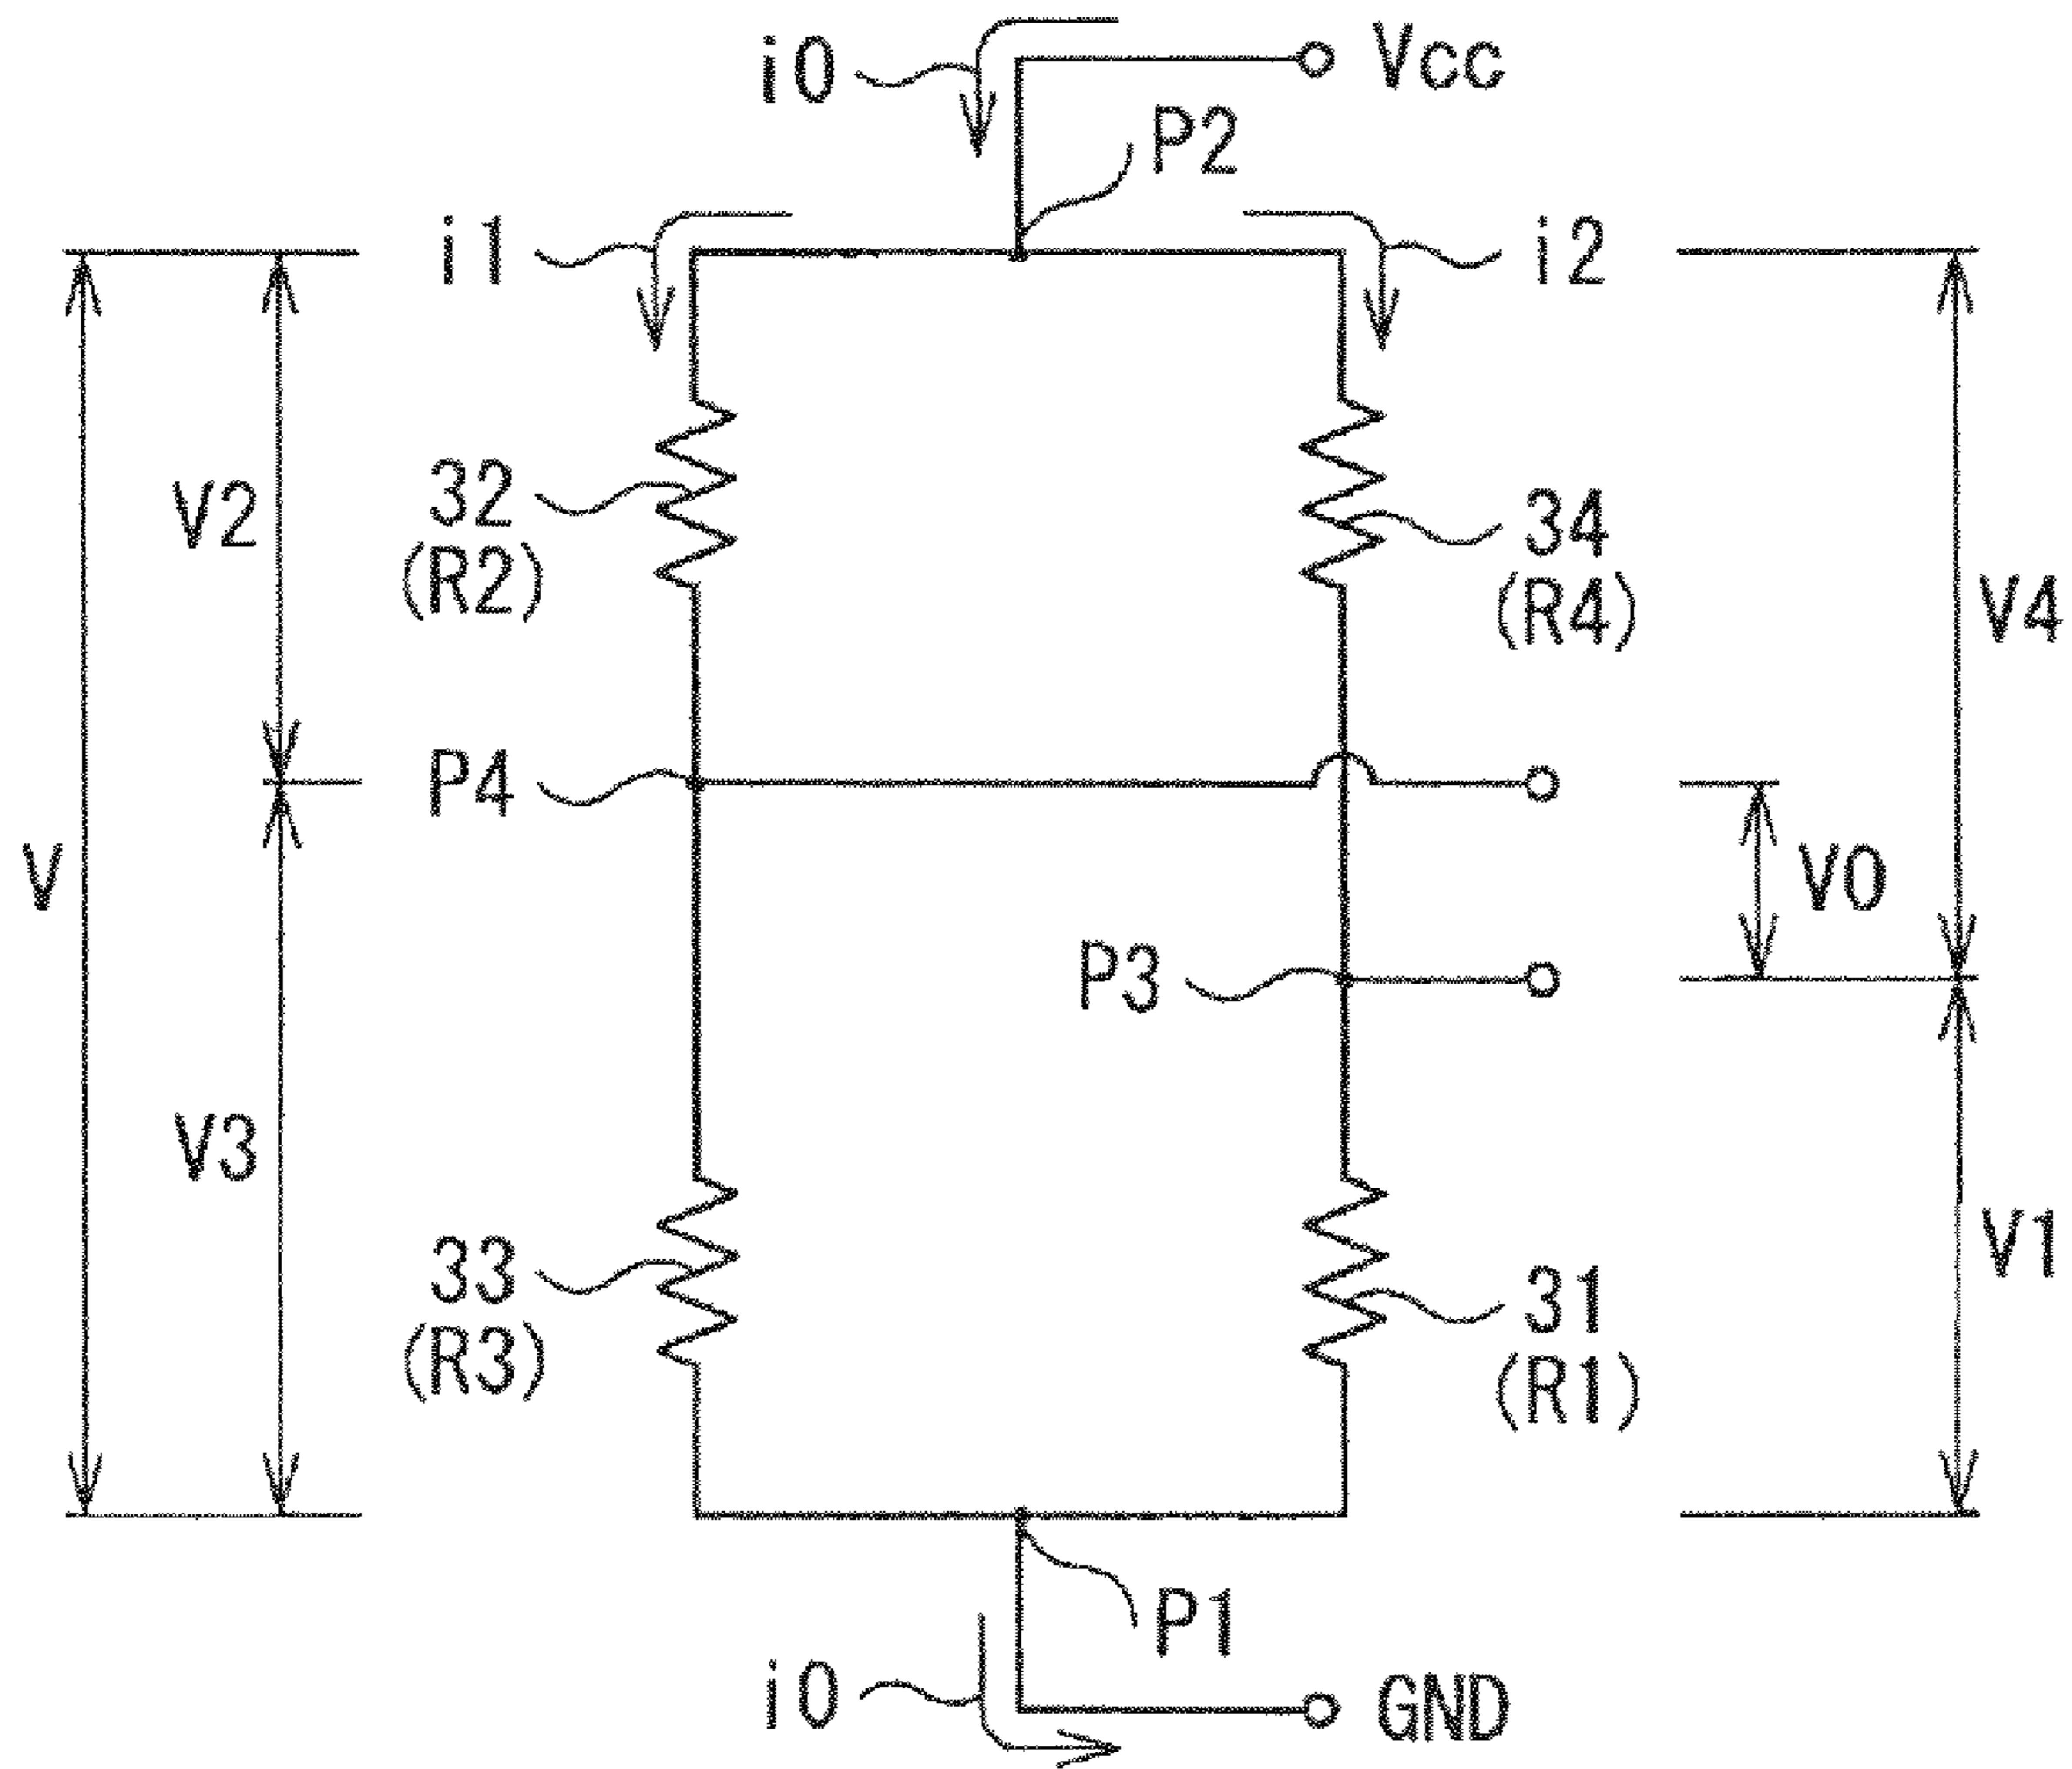 i0
Vcc
P2
i1
i2
V2
32
(R2)
34
(R4)
V4
P4
V
V0
P3
V3
33
(R3)
31
(R1)
V1
P1
i0
GND